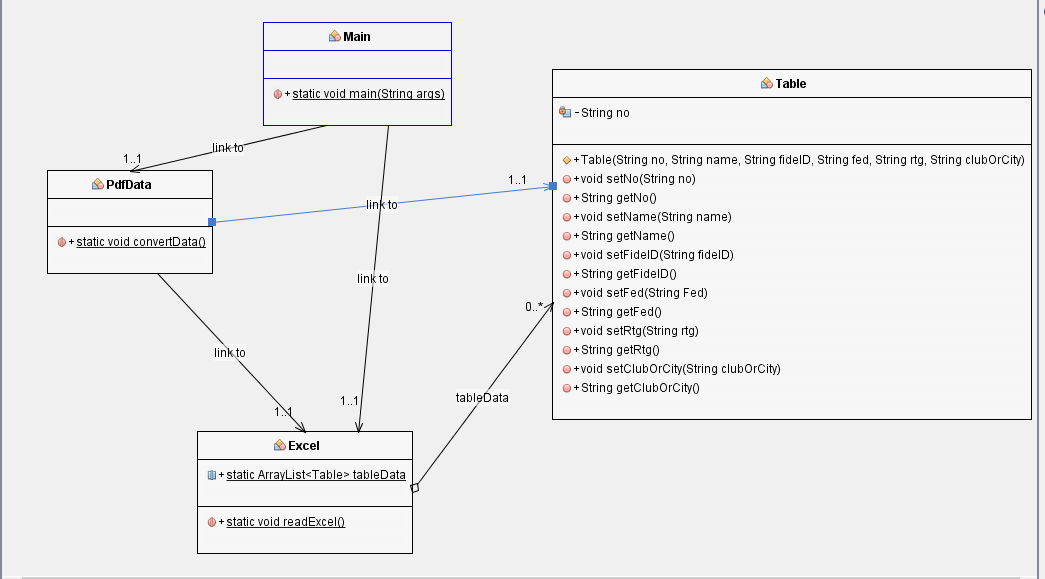 Main
+static void main(String args)
link to
1..1
PdfData
+static void convertData()
link to
1..1
link to
link to
1..1
1..1
Excel
+static ArrayList<Table> tableData
+static void readExcel()
tableData
0..*
Table
-String no
+Table(String no, String name, String fideID, String fed, String rtg, String clubOrCity)
+void setNo(String no)
+String getNo()
+void setName(String name)
+String getName()
+void setFideID(String fideID)
+String getFideID()
+void setFed(String Fed)
+String getFed()
+void setRtg(String rtg)
+String getRtg()
+void setClubOrCity(String clubOrCity)
+String getClubOrCity()